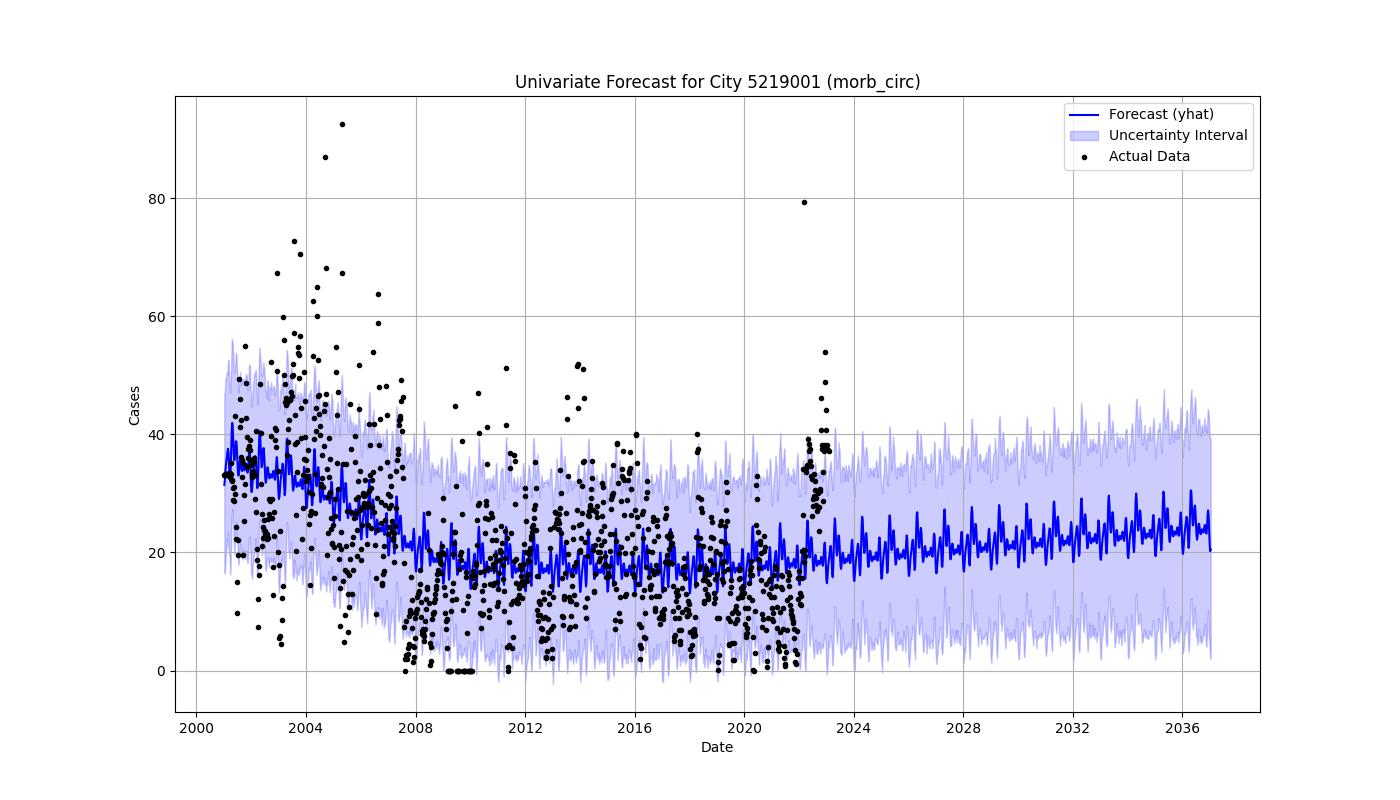 Univariate Forecast for City 5219001 (morb_circ)
Forecast (yhat)
Uncertainty Interval
Actual Data
80
60
40
20
0
Cases
2000 2004 2008 2012 2016 2020 2024 2028 2032 2036
Date